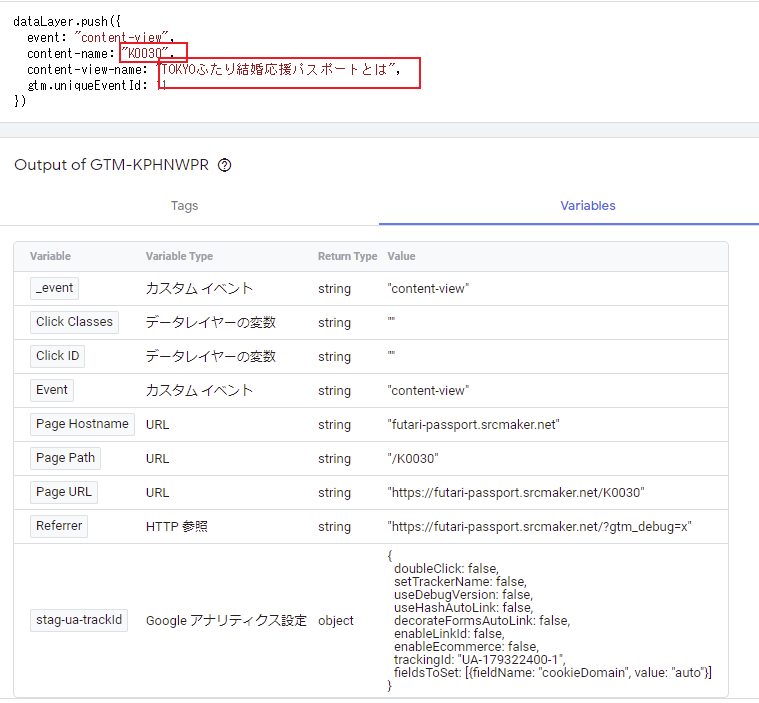 dataLayer.push({
event: "content-view",
content-name: "K0030",
content-view-name: "TOKYOふたり結婚応援パスポートとは",
gtm.uniqueEventId: 11
})
Output of GTM-KPHNWPR
Tags Variables
Variable Variable Type Return Type Value
_event カスタム イベント string "content-view"
Click Classes データレイヤーの変数 string ""
Click ID データレイヤーの変数 string ""
Event カスタム イベント string "content-view"
Page Hostname URL string "futari-passport.srcmaker.net"
Page Path URL string "/K0030"
Page URL URL string "https://futari-passport.srcmaker.net/K0030"
Referrer HTTP 参照 string "https://futari-passport.srcmaker.net/?gtm_debug=x"
{
doubleClick: false,
setTrackerName: false,
useDebugVersion: false,
useHashAutoLink: false,
decorateFormsAutoLink: false,
stag-ua-trackId Google アナリティクス設定 object enableLinkId: false,
enableEcommerce: false,
trackingId: "UA-179322400-1",
fieldsToSet: [{fieldName: "cookieDomain", value: "auto"}]
}